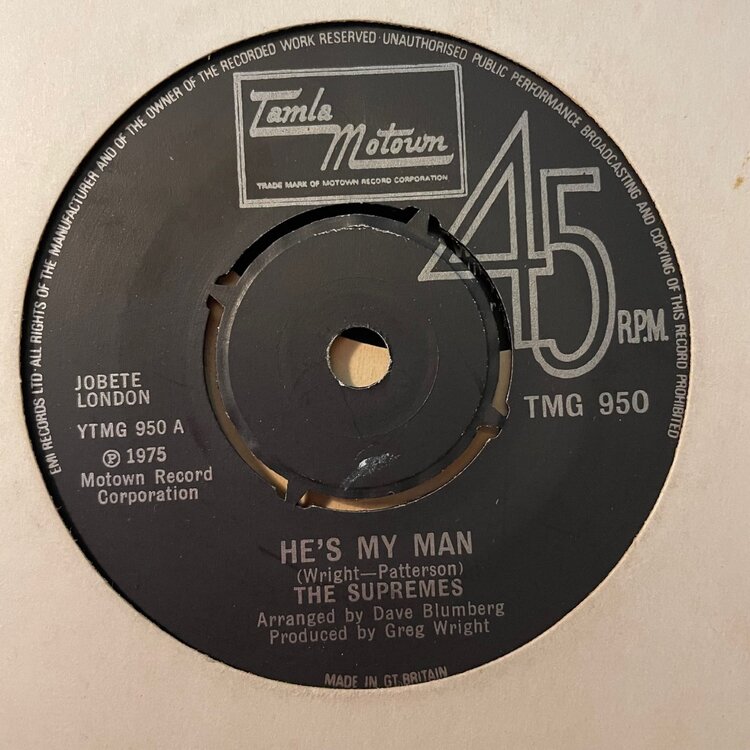 EMI RECORDS LTD · ALL RIGHTS OF THE MANUFACTURER AND OF THE OWNER OF THE RECORDED WORK RESERVED · UNAUTHORISED PUBLIC PERFORMANCE BROADCASTING AND COPYING OF THIS RECORD PROHIBITED
Tamla
Motown
TRADE MARK OF MOTOWN RECORD CORPORATION
45
R.P.M.
TMG 950
JOBETE
LONDON
YTMG 950 A
℗ 1975
Motown Record
Corporation
HE'S MY MAN
(Wright—Patterson)
THE SUPREMES
Arranged by Dave Blumberg
Produced by Greg Wright
MADE IN GT. BRITAIN